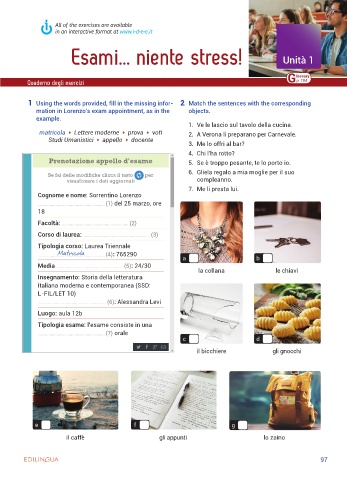 All of the exercises are available
in an interactive format at www.i-d-e-e.it
Esami... niente stress!
Unità 1
Glossary
p. 184
Quaderno degli esercizi
1 Using the words provided, fill in the missing infor-
mation in Lorenzo's exam appointment, as in the
example.
matricola • Lettere moderne • prova • voti
Studi Umanistici • appello • docente
Prenotazione appello d'esame
Se fai delle modifiche clicca il tasto per
visualizzare i dati aggiornati
Cognome e nome: Sorrentino Lorenzo
(1) del 25 marzo, ore
18
Facoltà: (2)
Corso di laurea: (3)
Tipologia corso: Laurea Triennale
Matricola (4): 765290
Media (5): 24/30
Insegnamento: Storia della letteratura
italiana moderna e contemporanea (SSD:
L-FIL/LET 10)
(6): Alessandra Levi
Luogo: aula 12b
Tipologia esame: l'esame consiste in una
(7) orale
2 Match the sentences with the corresponding
objects.
1. Ve le lascio sul tavolo della cucina.
2. A Verona li preparano per Carnevale.
3. Me lo offri al bar?
4. Chi l'ha rotto?
5. Se è troppo pesante, te lo porto io.
6. Gliela regalo a mia moglie per il suo
compleanno.
7. Me li presta lui.
a
b
la collana
le chiavi
c
d
il bicchiere
gli gnocchi
e
f
g
il caffè
gli appunti
lo zaino
EDILINGUA
97